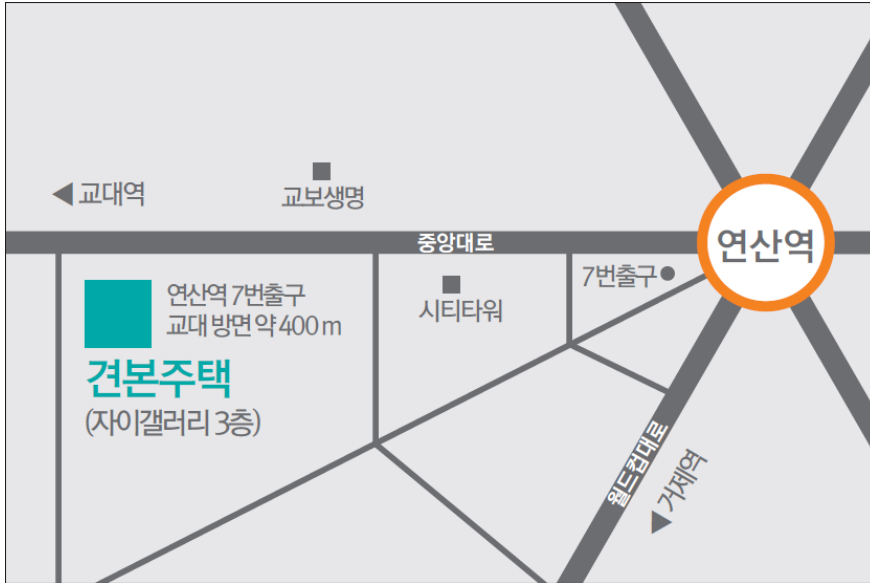 ◀ 교대역
교보생명
중앙대로
연산역
7번출구
연산역 7번출구
교대 방면 약 400m
시티타워
견본주택
(자이갤러리 3층)
월드컵대로
◀ 거제역